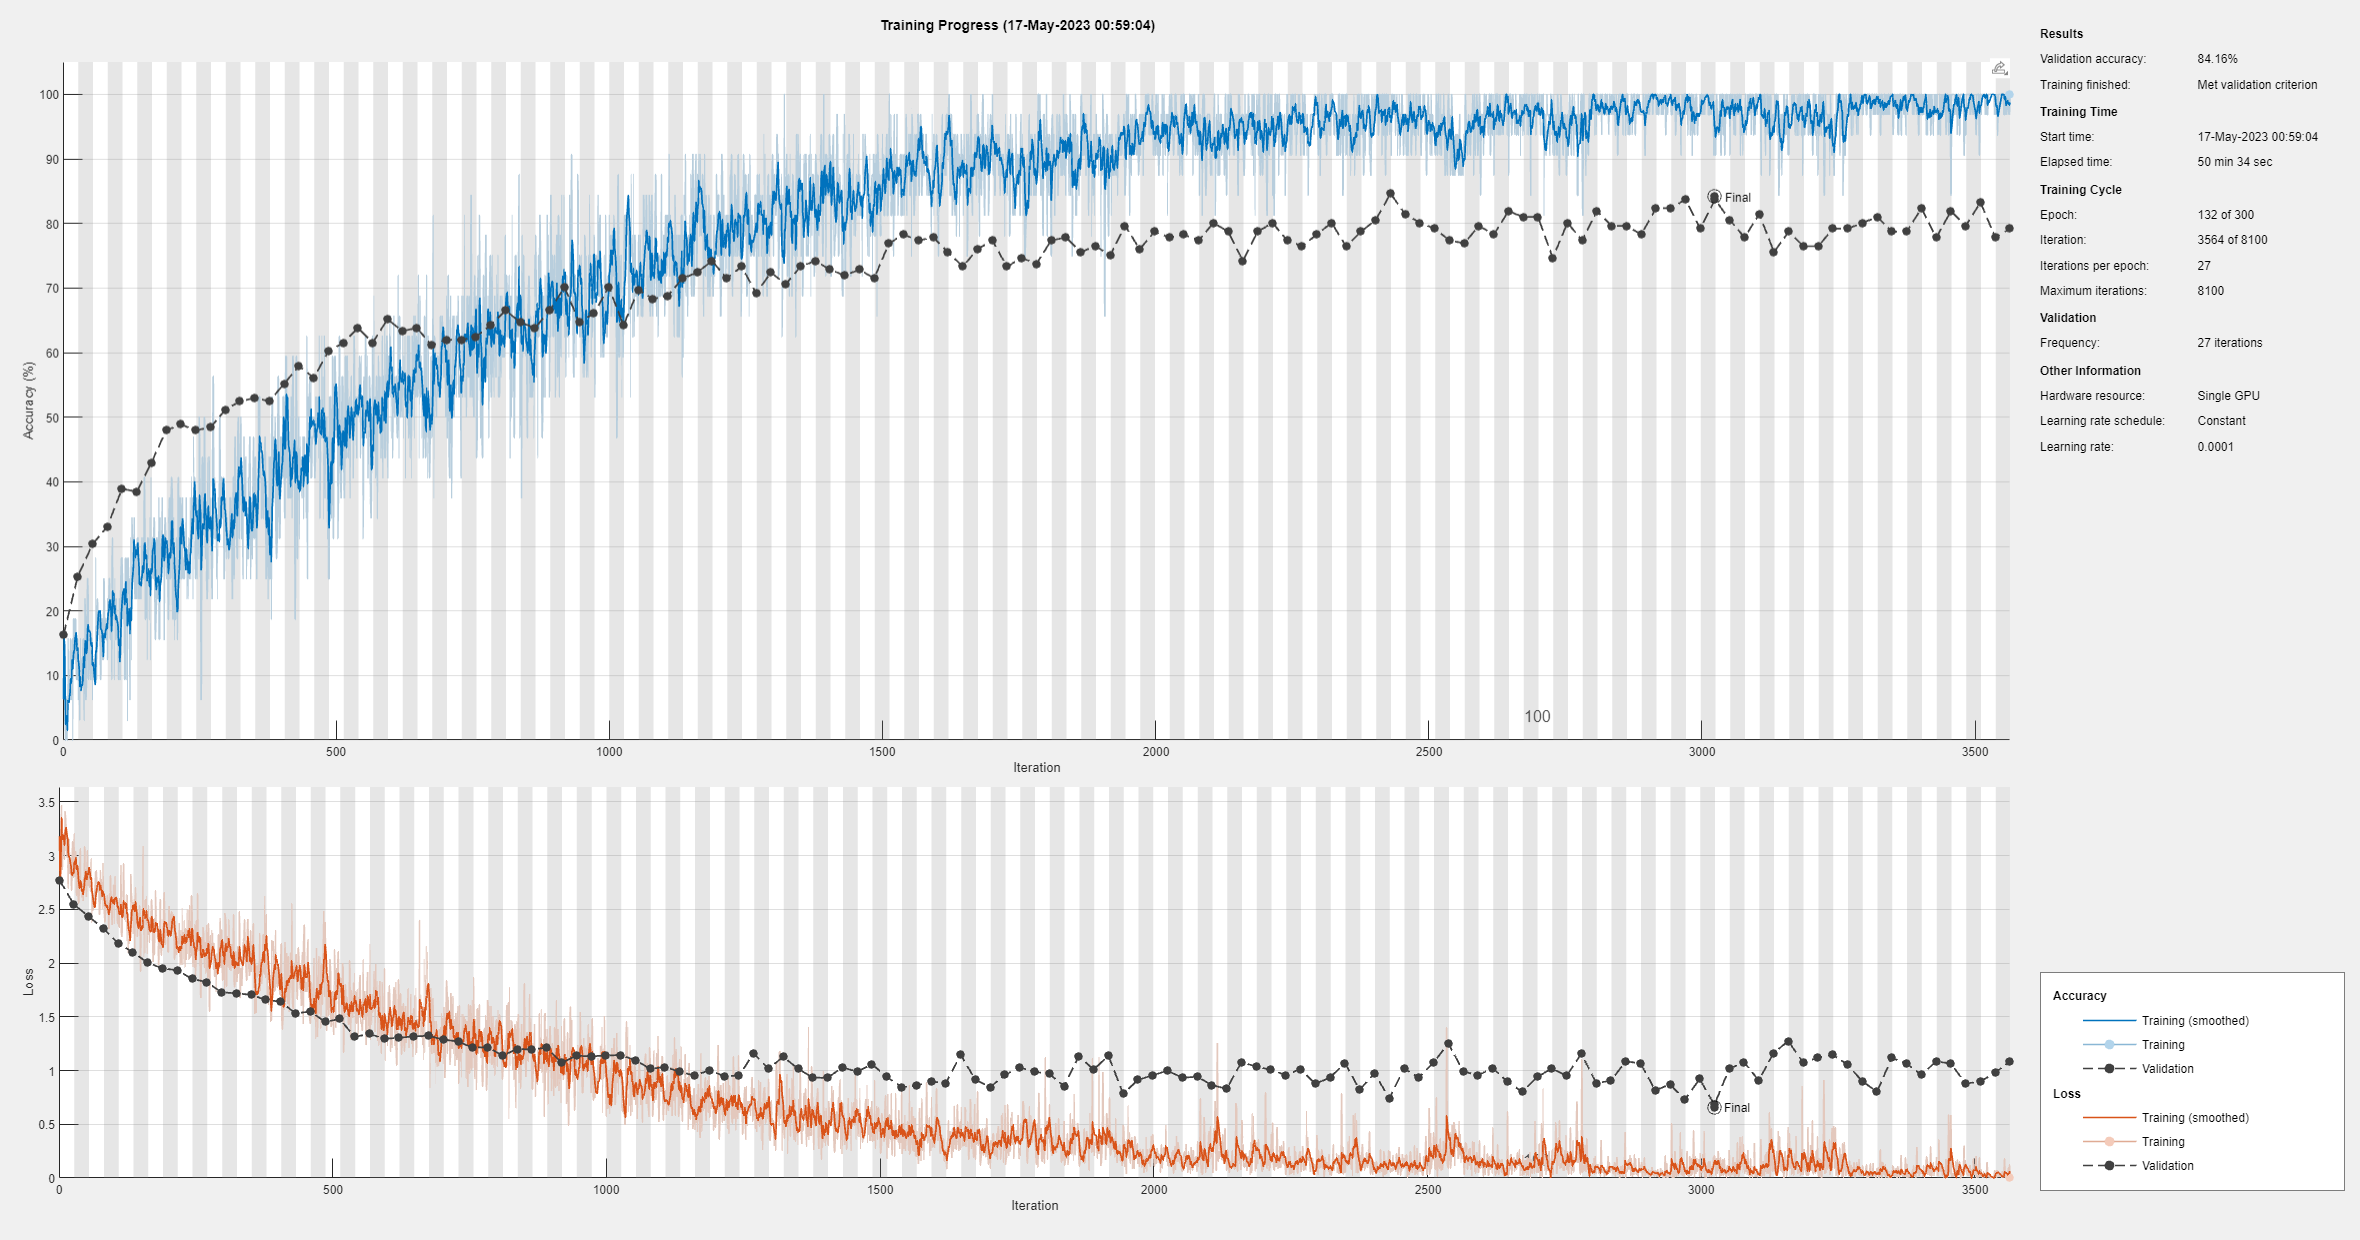 Training Progress (17-May-2023 00:59:04)
Accuracy (%)
100
90
80
70
60
50
40
30
20
10
0
Final
100
0 500 1000 1500 2000 2500 3000 3500
Iteration
Loss
3.5
3
2.5
2
1.5
1
0.5
0
Final
0 500 1000 1500 2000 2500 3000 3500
Iteration
Results
Validation accuracy: 84.16%
Training finished: Met validation criterion
Training Time
Start time: 17-May-2023 00:59:04
Elapsed time: 50 min 34 sec
Training Cycle
Epoch: 132 of 300
Iteration: 3564 of 8100
Iterations per epoch: 27
Maximum iterations: 8100
Validation
Frequency: 27 iterations
Other Information
Hardware resource: Single GPU
Learning rate schedule: Constant
Learning rate: 0.0001
Accuracy
Training (smoothed)
Training
Validation
Loss
Training (smoothed)
Training
Validation